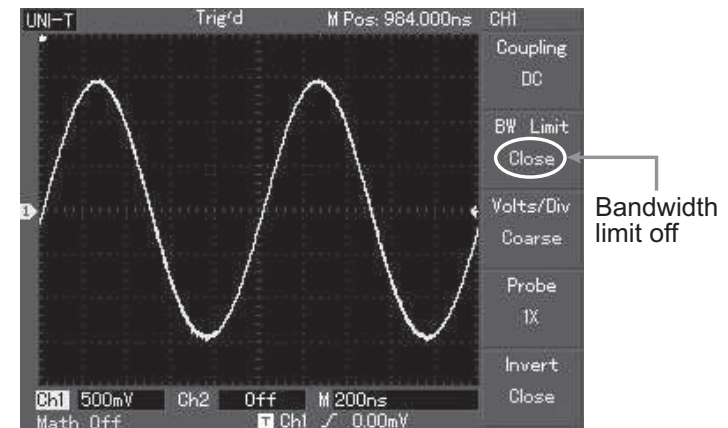 UNI-T Trig'd M Pos: 984.000ns CH1
Coupling
DC
BW Limit
Close
Volts/Div
Coarse
Probe
1X
Invert
Close
Bandwidth
limit off
1
Ch1 500mV Ch2 Off M 200ns
Math Off T Ch1 0.00mV